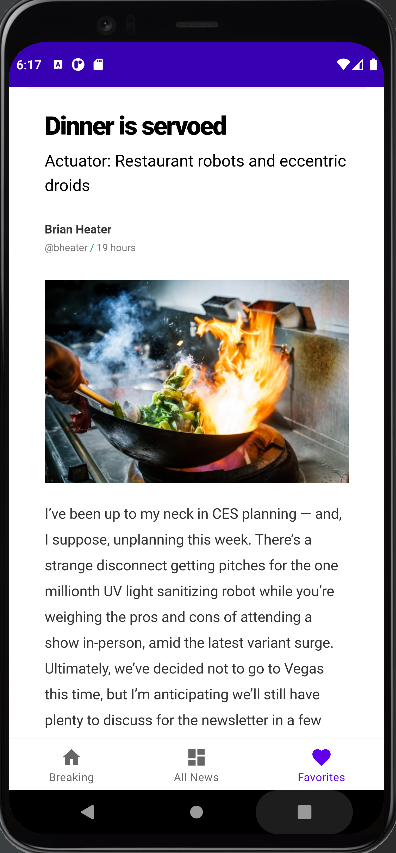 6:17
Dinner is servoed
Actuator: Restaurant robots and eccentric
droids
Brian Heater
@bheater / 19 hours
I've been up to my neck in CES planning — and,
I suppose, unplanning this week. There's a
strange disconnect getting pitches for the one
millionth UV light sanitizing robot while you're
weighing the pros and cons of attending a
show in-person, amid the latest variant surge.
Ultimately, we've decided not to go to Vegas
this time, but I'm anticipating we'll still have
plenty to discuss for the newsletter in a few
Breaking
All News
Favorites